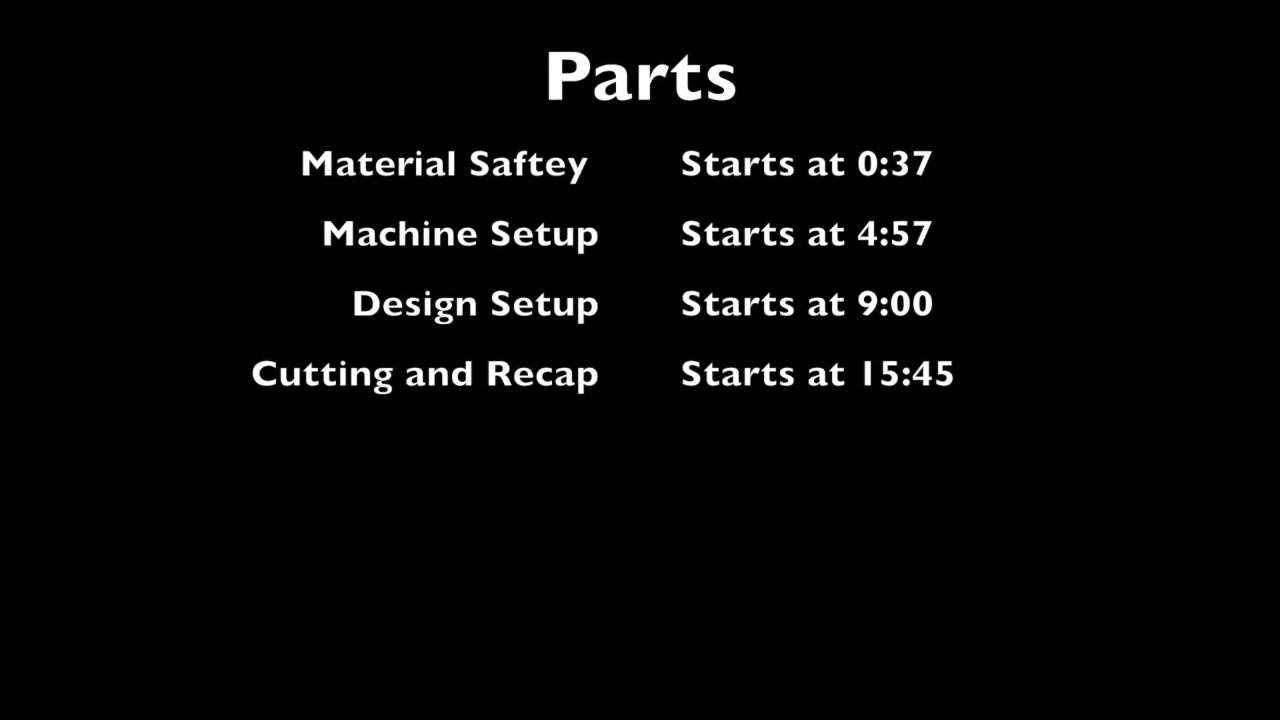 Parts
Material Saftey Starts at 0:37
Machine Setup Starts at 4:57
Design Setup Starts at 9:00
Cutting and Recap Starts at 15:45